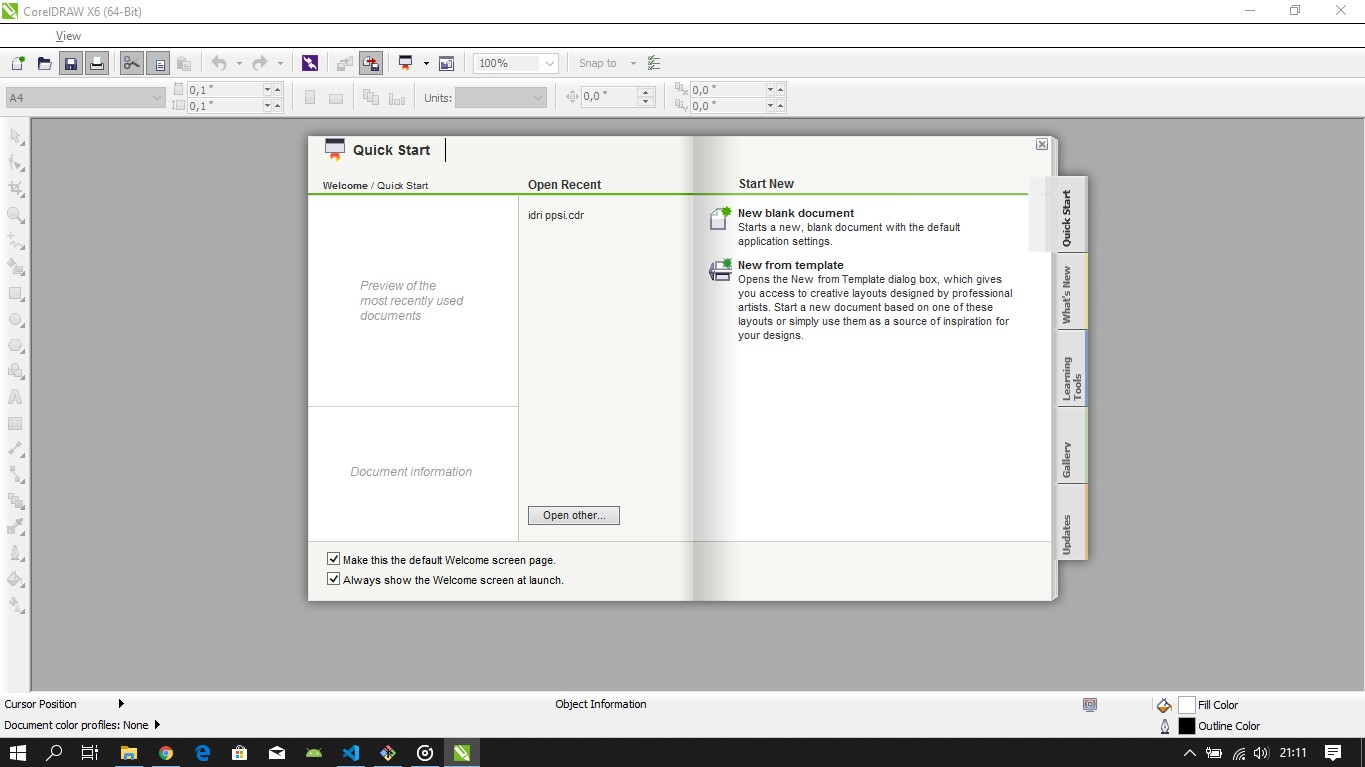 CorelDRAW X6 (64-Bit)
View
100%
Snap to
A4
0,1 "
0,1 "
Units:
0,0 "
0,0 "
0,0 "
Quick Start
Welcome / Quick Start
Open Recent
Start New
idri ppsi.cdr
New blank document
Starts a new, blank document with the default
application settings.
New from template
Opens the New from Template dialog box, which gives
you access to creative layouts designed by professional
artists. Start a new document based on one of these
layouts or simply use them as a source of inspiration for
your designs.
Preview of the
most recently used
documents
Document information
Open other...
Make this the default Welcome screen page.
Always show the Welcome screen at launch.
Quick Start
What's New
Learning
Tools
Gallery
Updates
Cursor Position
Object Information
Fill Color
Document color profiles: None
Outline Color
21:11